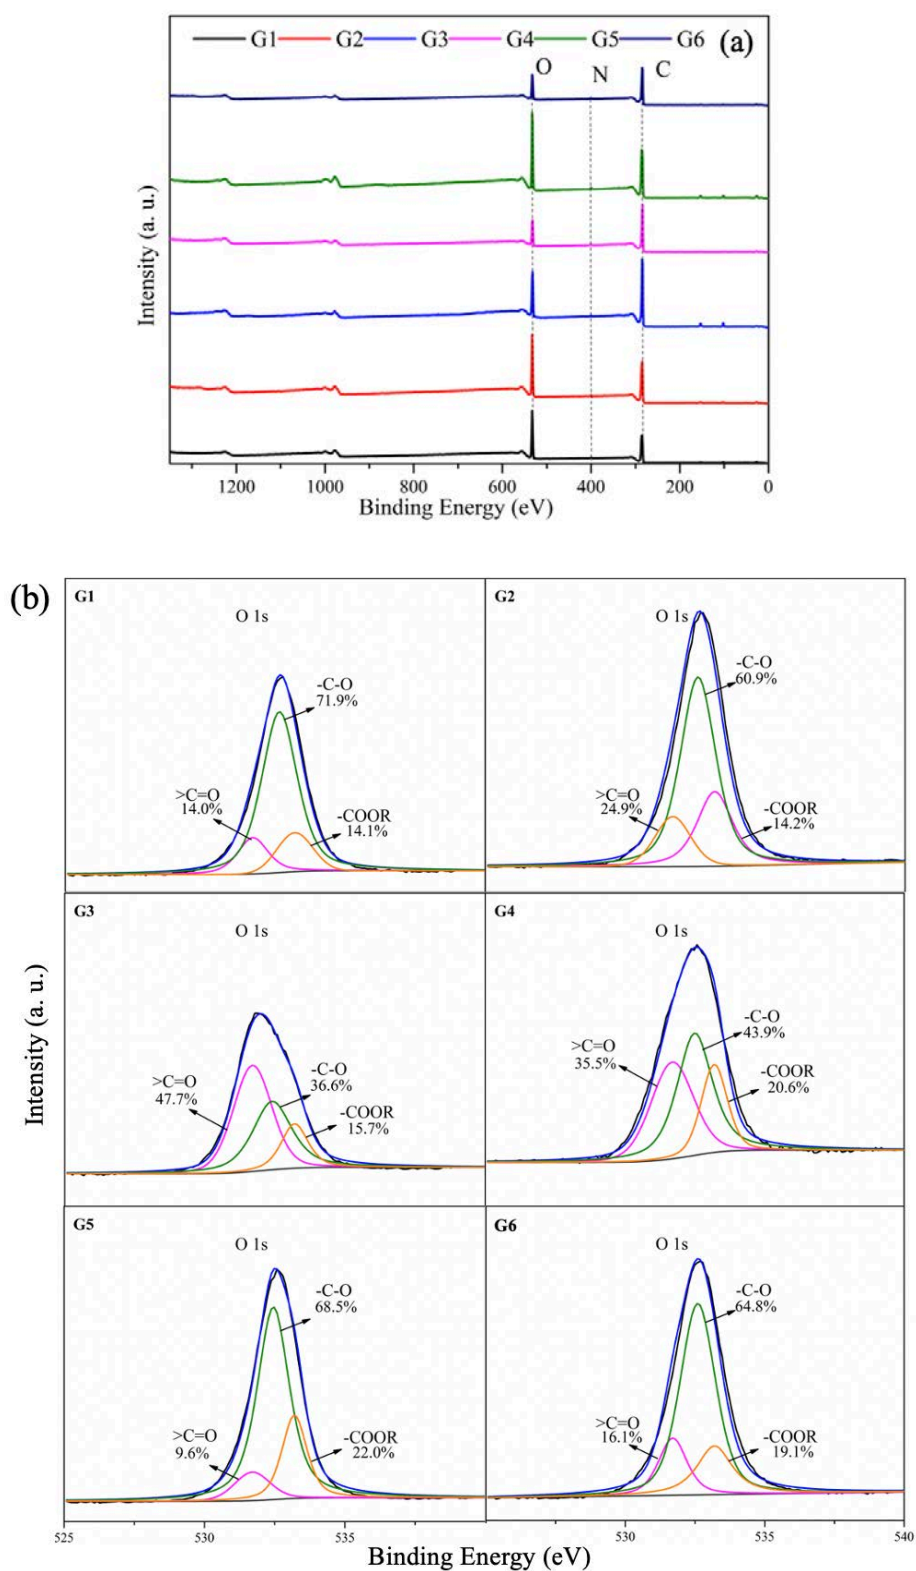 G1 G2 G3 G4 G5 G6 (a)
O N C
Intensity (a. u.)
1200 1000 800 600 400 200 0
Binding Energy (eV)
(b)
G1
O 1s
-C-O
71.9%
>C=O
14.0%
-COOR
14.1%
G2
O 1s
-C-O
60.9%
>C=O
24.9%
-COOR
14.2%
G3
O 1s
>C=O
47.7%
-C-O
36.6%
-COOR
15.7%
G4
O 1s
-C-O
43.9%
>C=O
35.5%
-COOR
20.6%
Intensity (a. u.)
G5
O 1s
-C-O
68.5%
>C=O
9.6%
-COOR
22.0%
G6
O 1s
-C-O
64.8%
>C=O
16.1%
-COOR
19.1%
525 530 535 530 535 540
Binding Energy (eV)